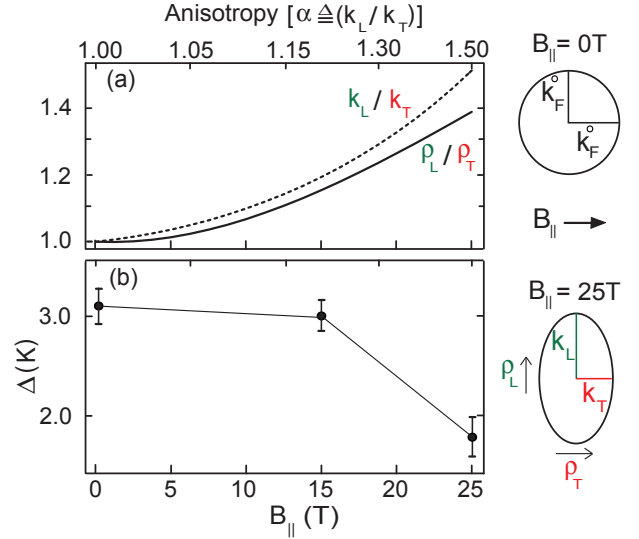 Anisotropy [α ≜ (k_L / k_T)]
1.00 1.05 1.15 1.30 1.50
(a)
k_L / k_T
ρ_L / ρ_T
1.4
1.2
1.0
(b)
3.0
2.0
Δ (K)
0 5 10 15 20 25
B_|| (T)
B_|| = 0T
k_F°
k_F°
B_||
B_|| = 25T
k_L
k_T
ρ_L
ρ_T